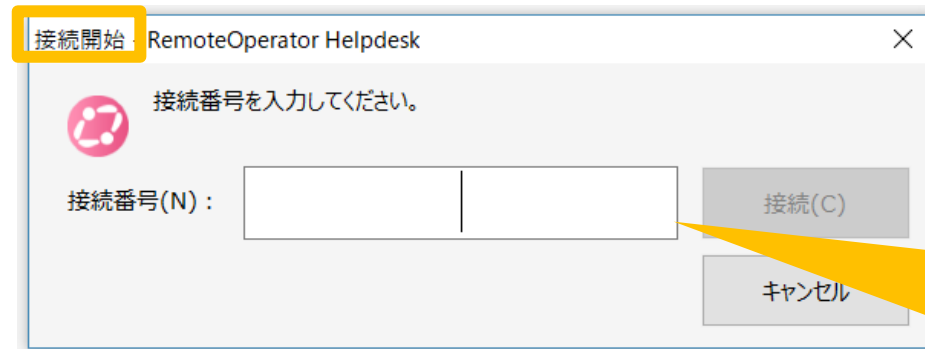 接続開始 - RemoteOperator Helpdesk
接続番号を入力してください。
接続番号(N)：
接続(C)
キャンセル